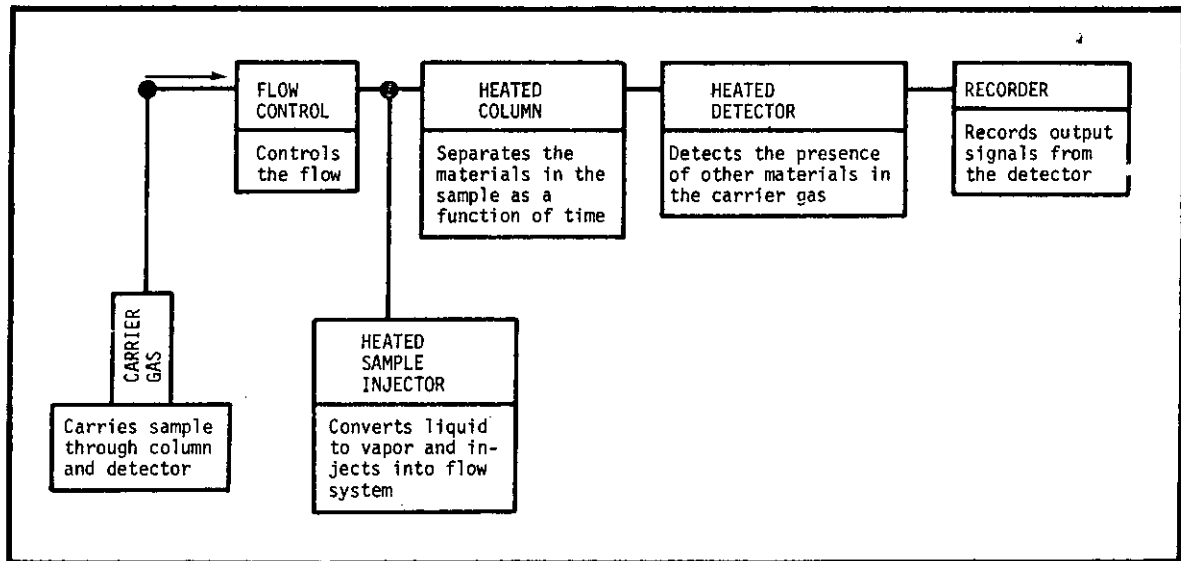 FLOW
CONTROL
Controls
the flow
HEATED
COLUMN
Separates the
materials in the
sample as a
function of time
HEATED
DETECTOR
Detects the presence
of other materials in
the carrier gas
RECORDER
Records output
signals from
the detector
CARRIER
GAS
Carries sample
through column
and detector
HEATED
SAMPLE
INJECTOR
Converts liquid
to vapor and in-
jects into flow
system